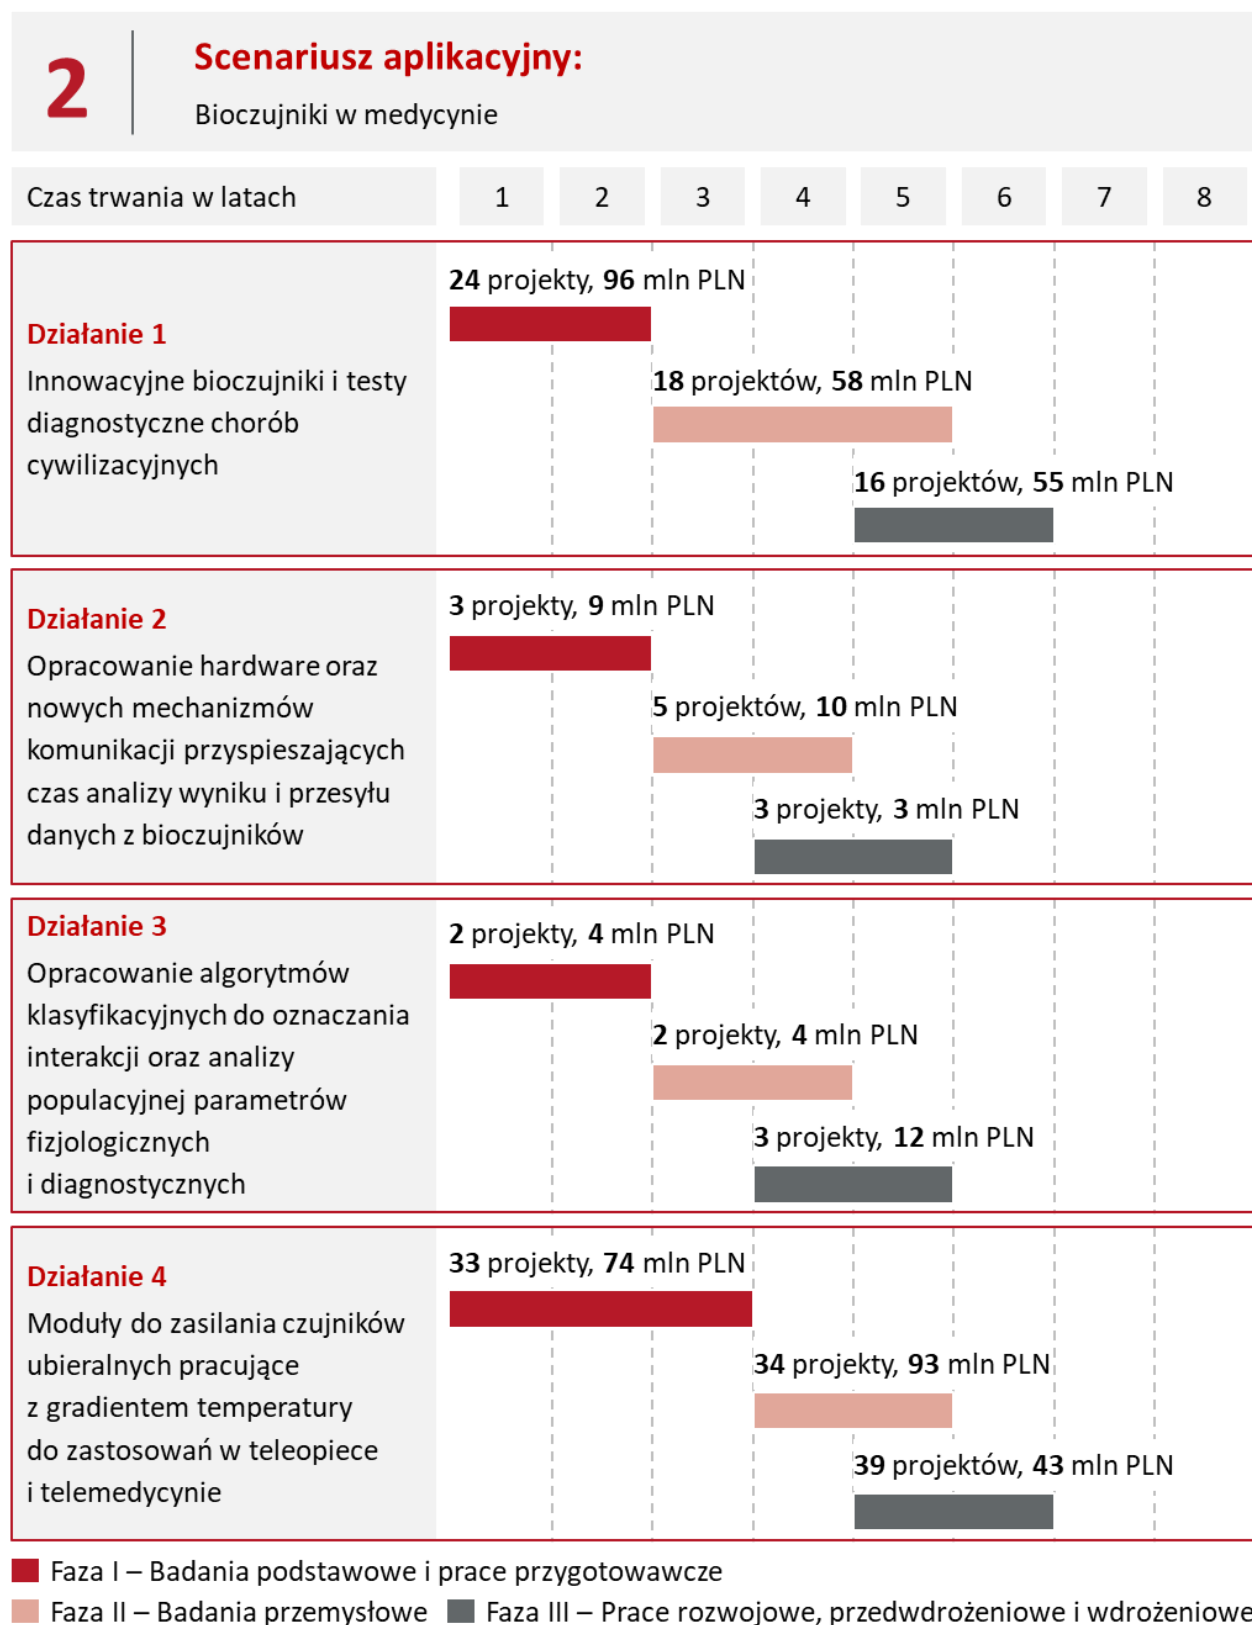 2
Scenariusz aplikacyjny:
Bioczujniki w medycynie
Czas trwania w latach 1 2 3 4 5 6 7 8
Działanie 1
Innowacyjne bioczujniki i testy
diagnostyczne chorób
cywilizacyjnych
24 projekty, 96 mln PLN
18 projektów, 58 mln PLN
16 projektów, 55 mln PLN
Działanie 2
Opracowanie hardware oraz
nowych mechanizmów
komunikacji przyspieszających
czas analizy wyniku i przesyłu
danych z bioczujników
3 projekty, 9 mln PLN
5 projektów, 10 mln PLN
3 projekty, 3 mln PLN
Działanie 3
Opracowanie algorytmów
klasyfikacyjnych do oznaczania
interakcji oraz analizy
populacyjnej parametrów
fizjologicznych
i diagnostycznych
2 projekty, 4 mln PLN
2 projekty, 4 mln PLN
3 projekty, 12 mln PLN
Działanie 4
Moduły do zasilania czujników
ubieralnych pracujące
z gradientem temperatury
do zastosowań w teleopiece
i telemedycynie
33 projekty, 74 mln PLN
34 projekty, 93 mln PLN
39 projektów, 43 mln PLN
Faza I – Badania podstawowe i prace przygotowawcze
Faza II – Badania przemysłowe Faza III – Prace rozwojowe, przedwdrożeniowe i wdrożeniowe